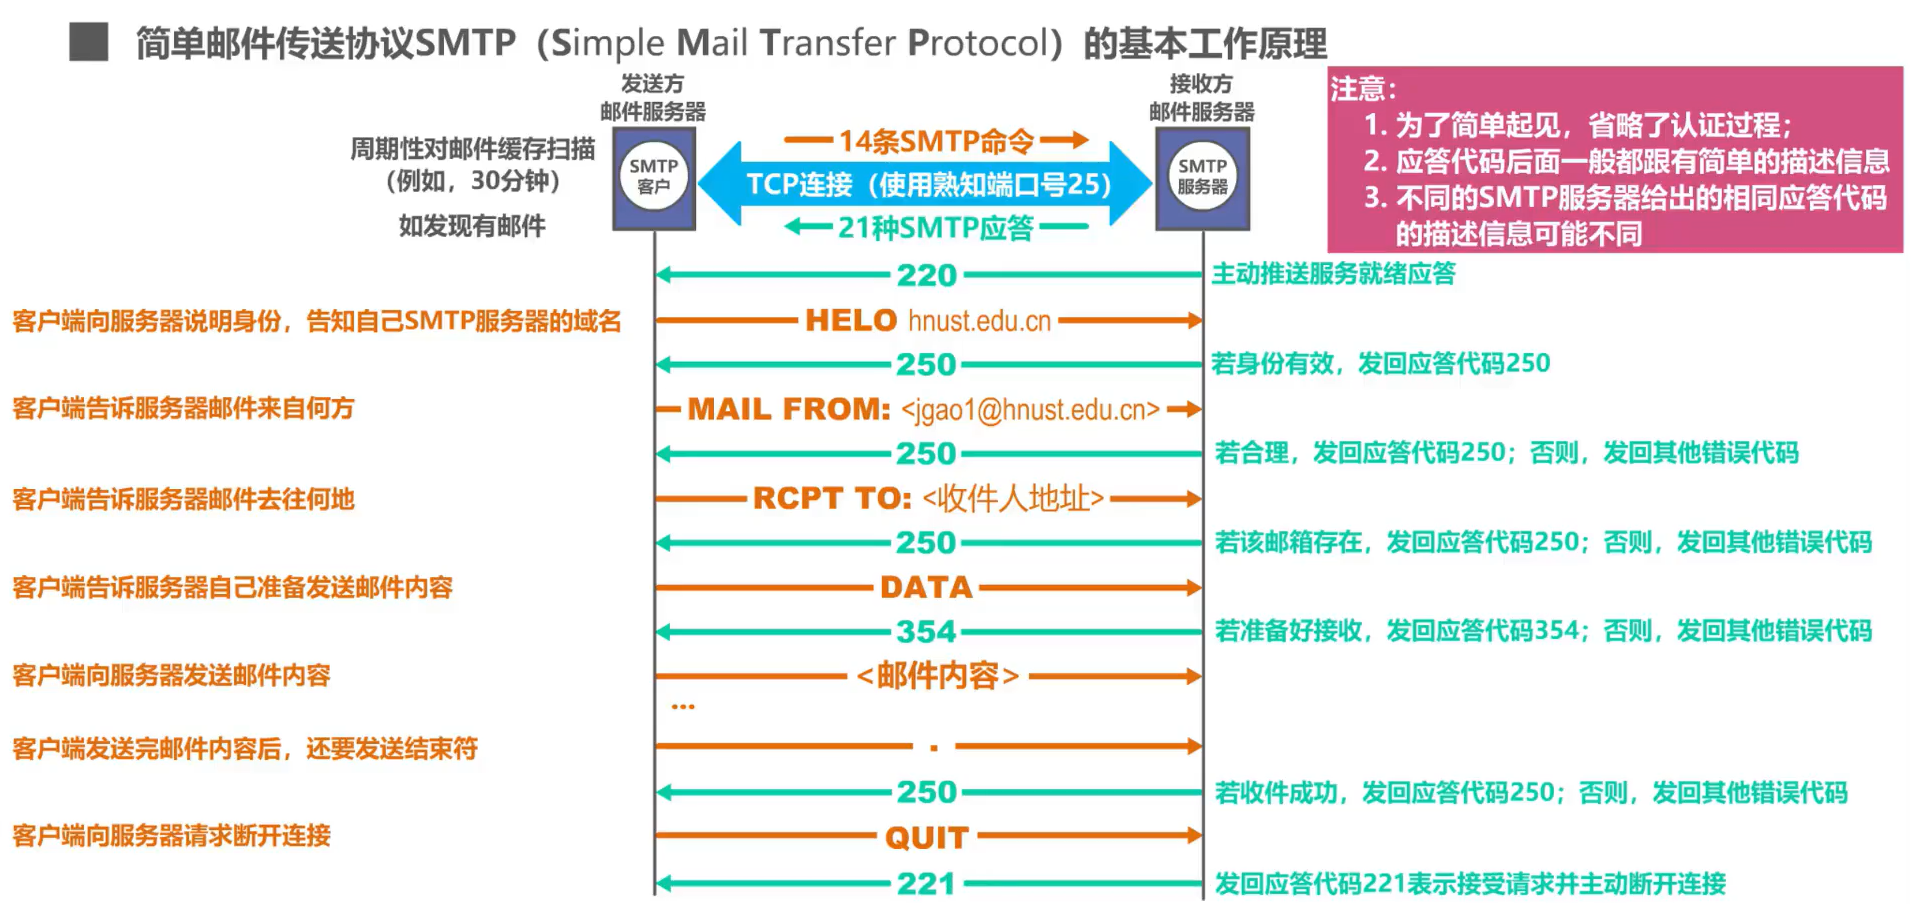 简单邮件传送协议SMTP（Simple Mail Transfer Protocol）的基本工作原理
发送方
邮件服务器
接收方
邮件服务器
注意：
1. 为了简单起见，省略了认证过程；
2. 应答代码后面一般都跟有简单的描述信息
3. 不同的SMTP服务器给出的相同应答代码
的描述信息可能不同
周期性对邮件缓存扫描
（例如，30分钟）
如发现有邮件
SMTP
客户
14条SMTP命令
TCP连接（使用熟知端口号25）
21种SMTP应答
SMTP
服务器
220
主动推送服务就绪应答
客户端向服务器说明身份，告知自己SMTP服务器的域名
HELO hnust.edu.cn
250
若身份有效，发回应答代码250
客户端告诉服务器邮件来自何方
MAIL FROM: <jgao1@hnust.edu.cn>
250
若合理，发回应答代码250；否则，发回其他错误代码
客户端告诉服务器邮件去往何地
RCPT TO: <收件人地址>
250
若该邮箱存在，发回应答代码250；否则，发回其他错误代码
客户端告诉服务器自己准备发送邮件内容
DATA
354
若准备好接收，发回应答代码354；否则，发回其他错误代码
客户端向服务器发送邮件内容
<邮件内容>
...
客户端发送完邮件内容后，还要发送结束符
.
250
若收件成功，发回应答代码250；否则，发回其他错误代码
客户端向服务器请求断开连接
QUIT
221
发回应答代码221表示接受请求并主动断开连接